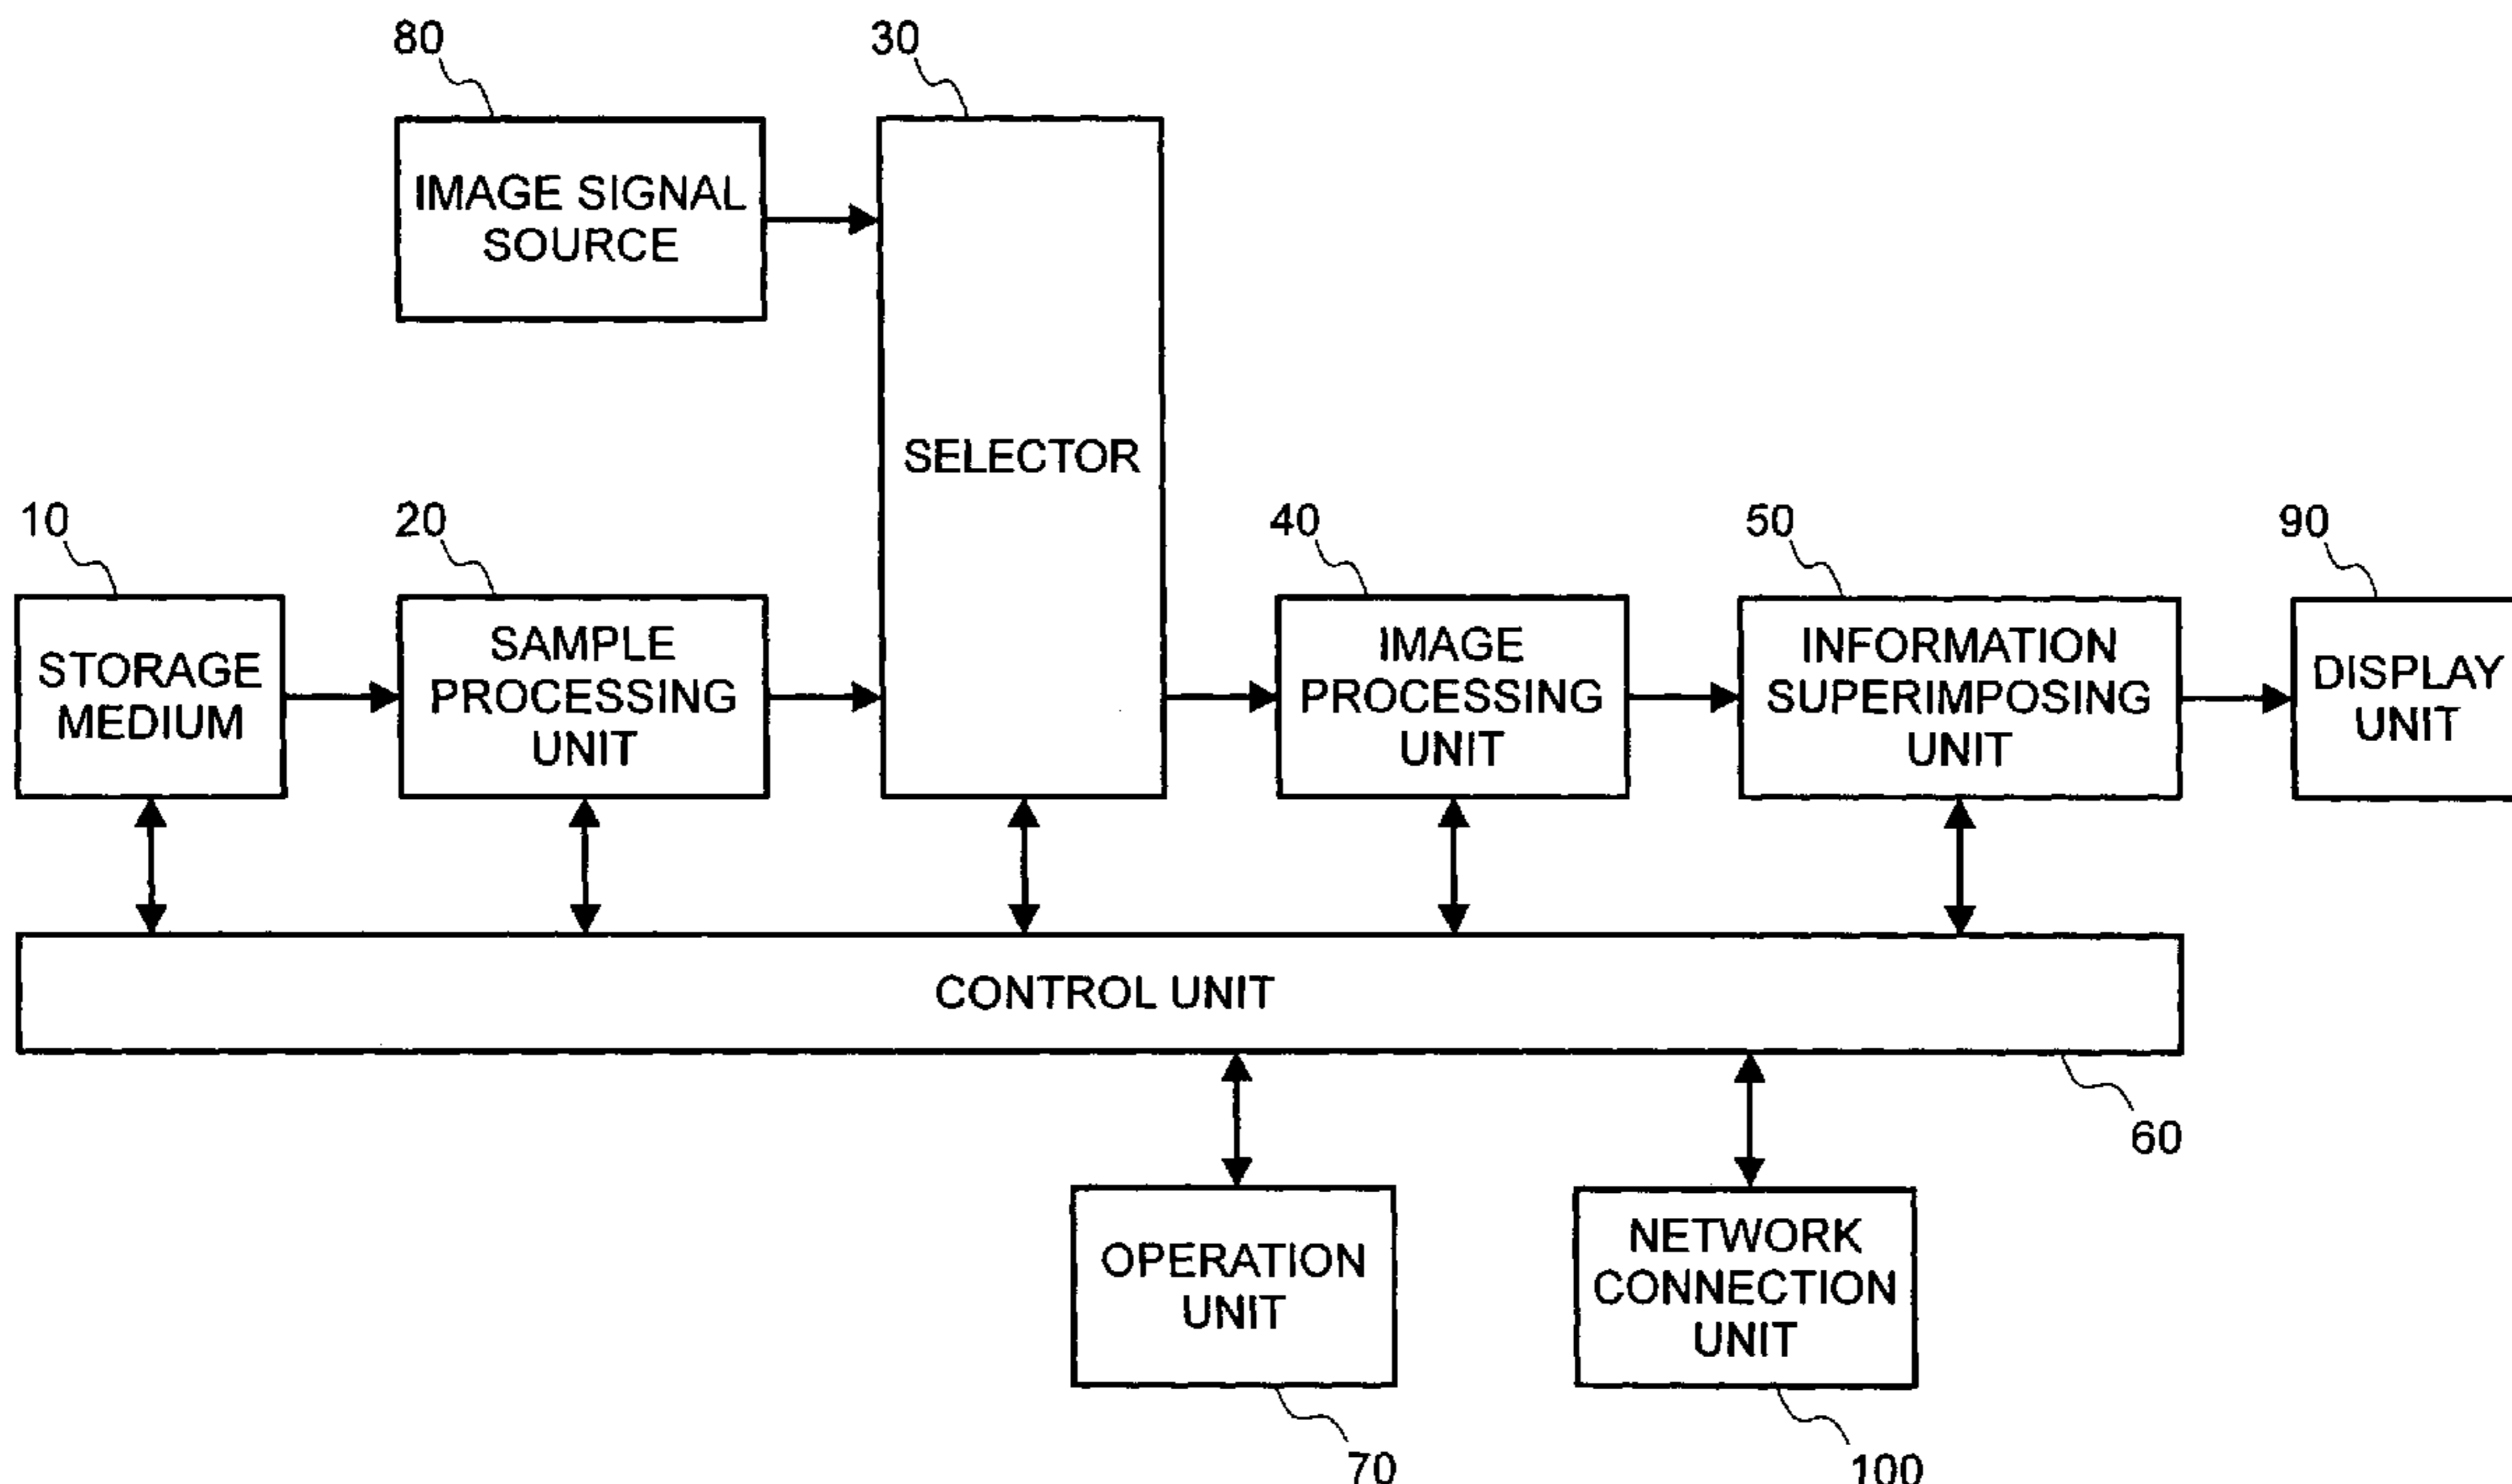 80
30
IMAGE SIGNAL
SOURCE
SELECTOR
10
20
40
50
90
STORAGE
MEDIUM
SAMPLE
PROCESSING
UNIT
IMAGE
PROCESSING
UNIT
INFORMATION
SUPERIMPOSING
UNIT
DISPLAY
UNIT
CONTROL UNIT
60
OPERATION
UNIT
NETWORK
CONNECTION
UNIT
70
100